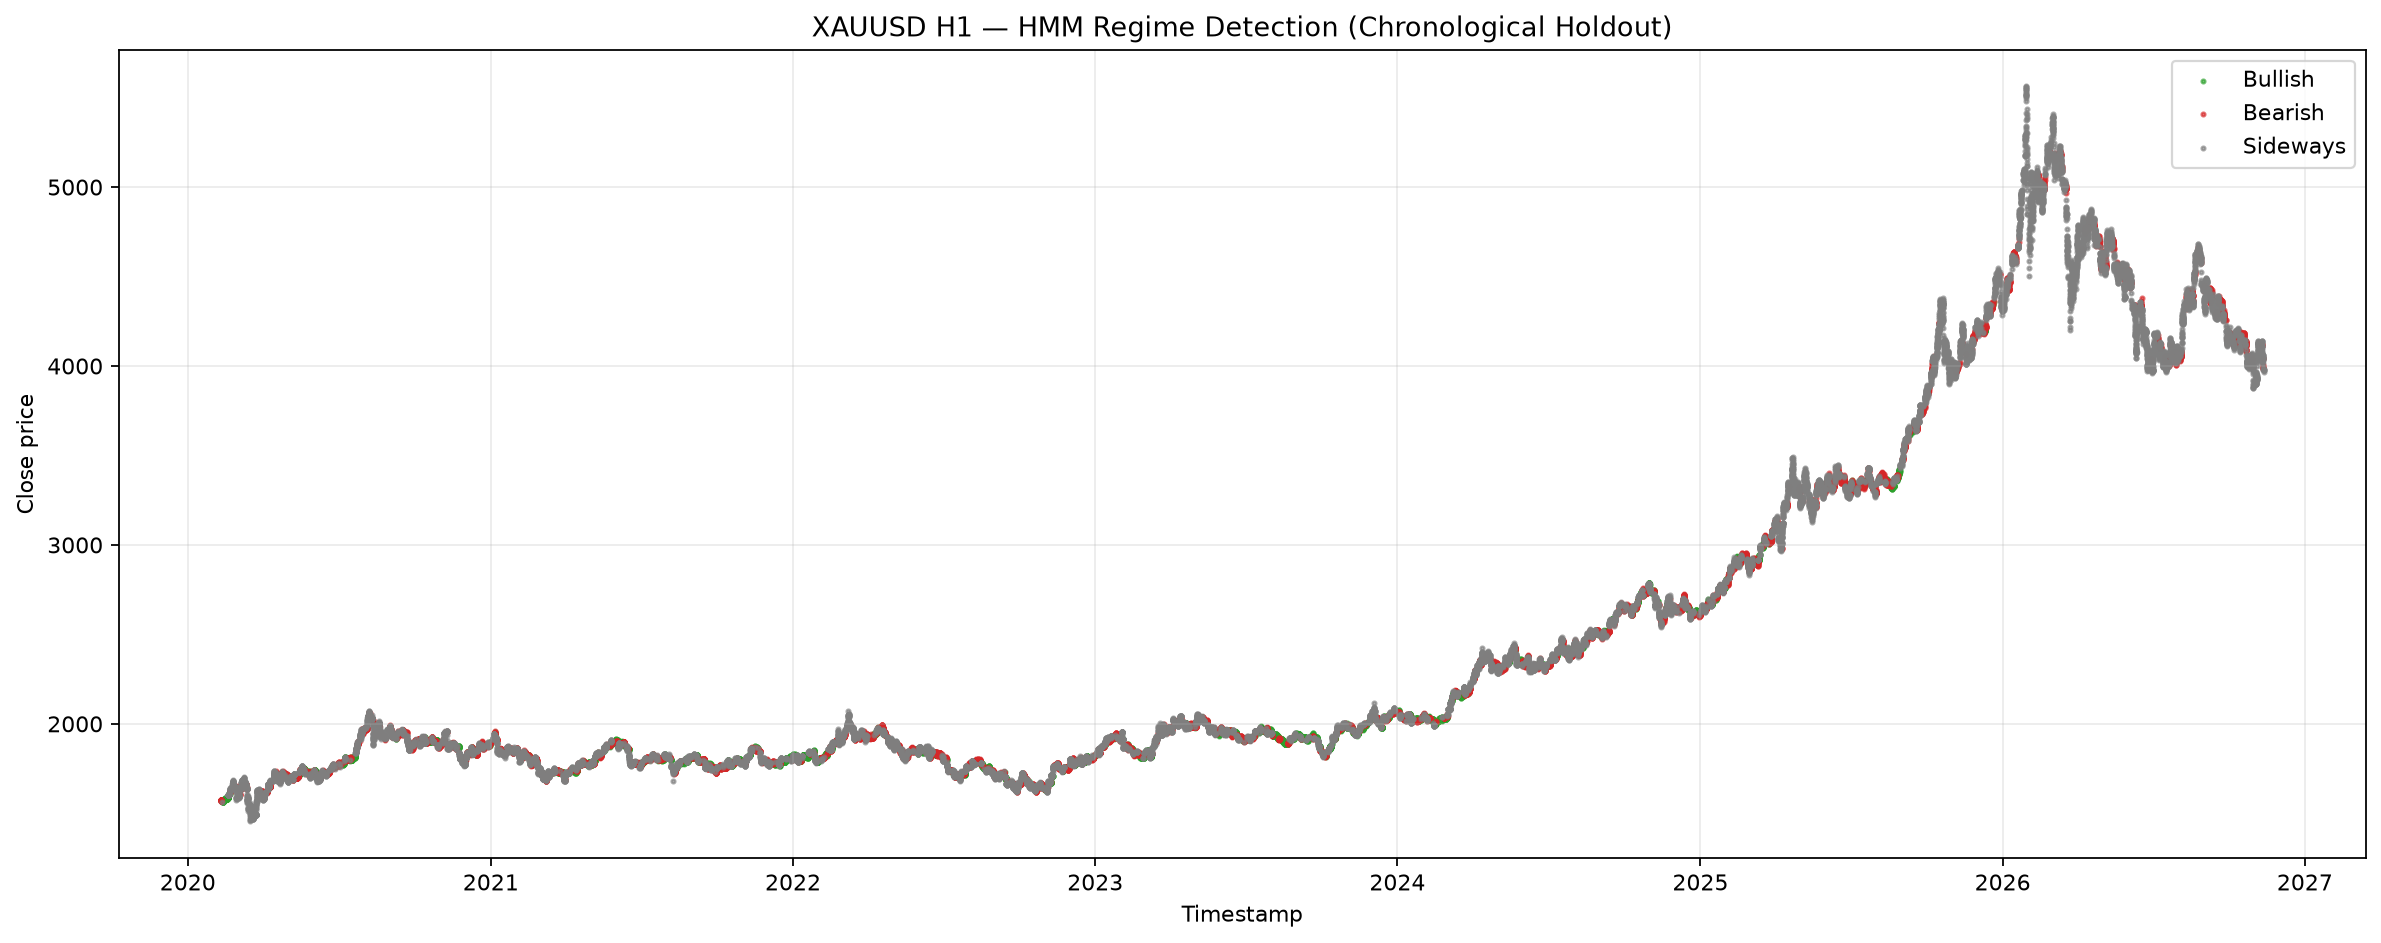 XAUUSD H1 — HMM Regime Detection (Chronological Holdout)
Bullish
Bearish
Sideways
Close price
5000
4000
3000
2000
2020 2021 2022 2023 2024 2025 2026 2027
Timestamp